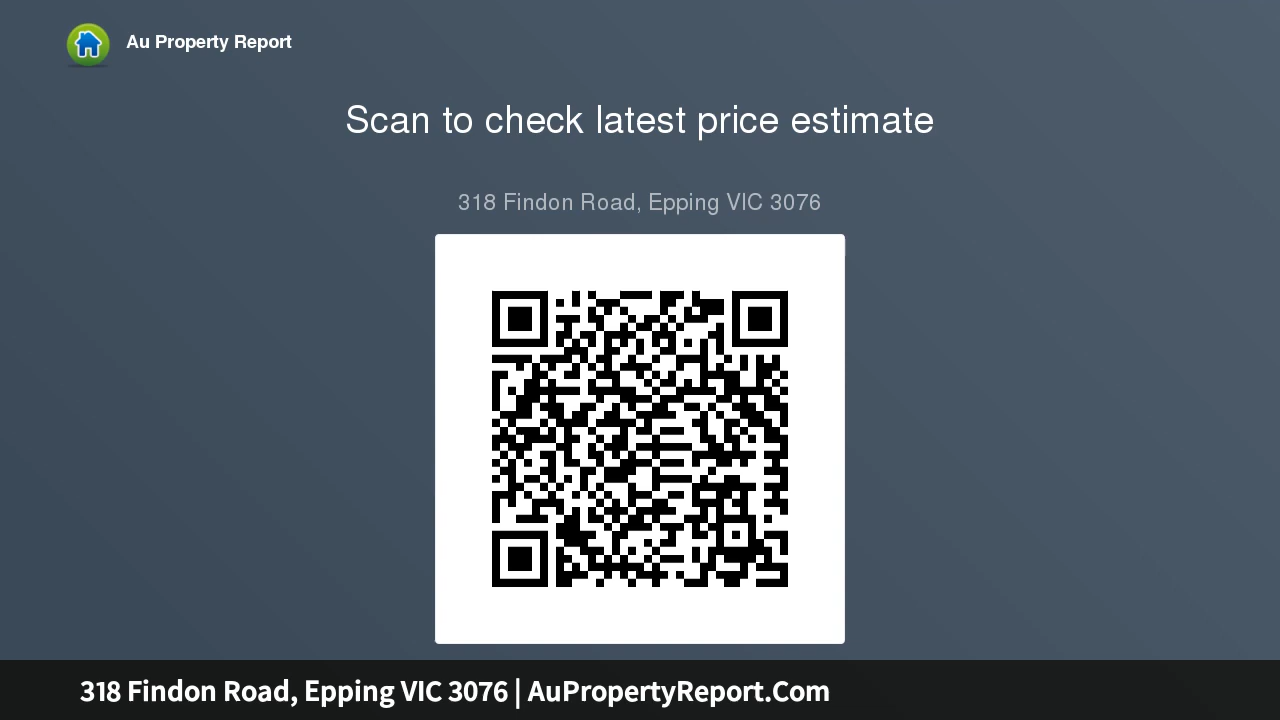 Au Property Report
Scan to check latest price estimate
318 Findon Road, Epping VIC 3076
318 Findon Road, Epping VIC 3076 | AuPropertyReport.Com